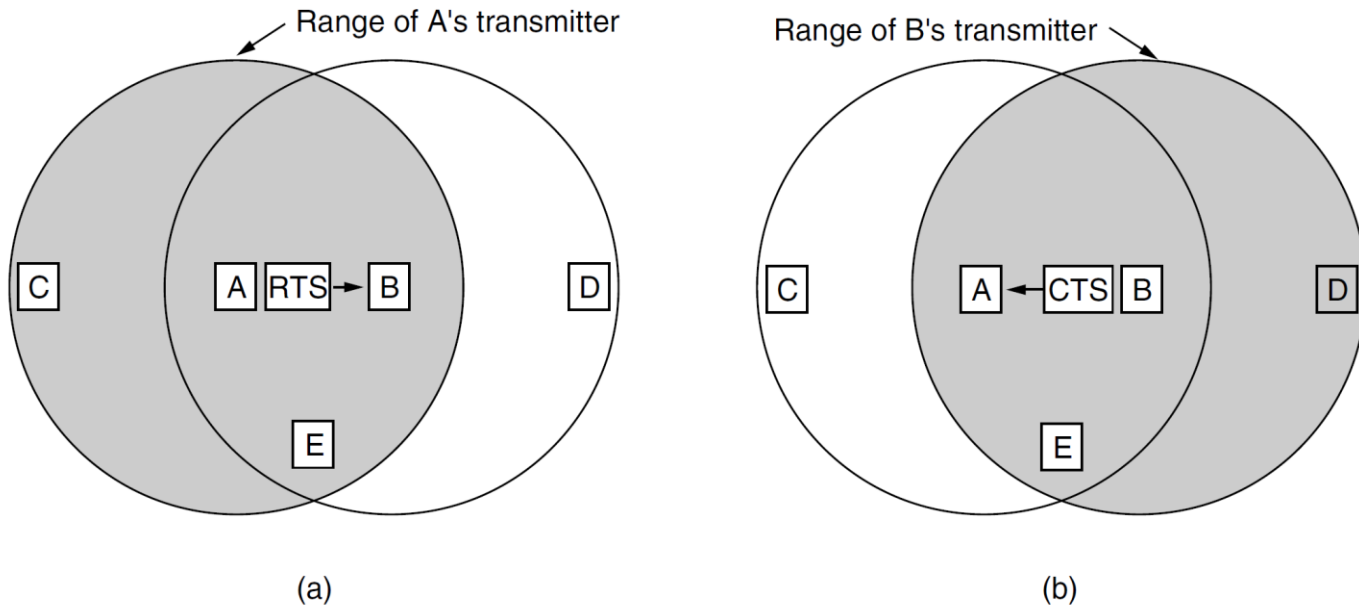 Range of A's transmitter
C
A
RTS
B
D
E
(a)
Range of B's transmitter
C
A
CTS
B
D
E
(b)